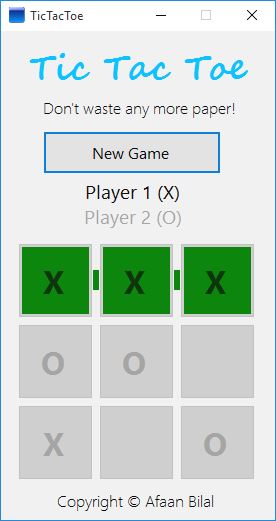 TicTacToe
Tic Tac Toe
Don't waste any more paper!
New Game
Player 1 (X)
Player 2 (O)
X X X
O O
X O
Copyright © Afaan Bilal